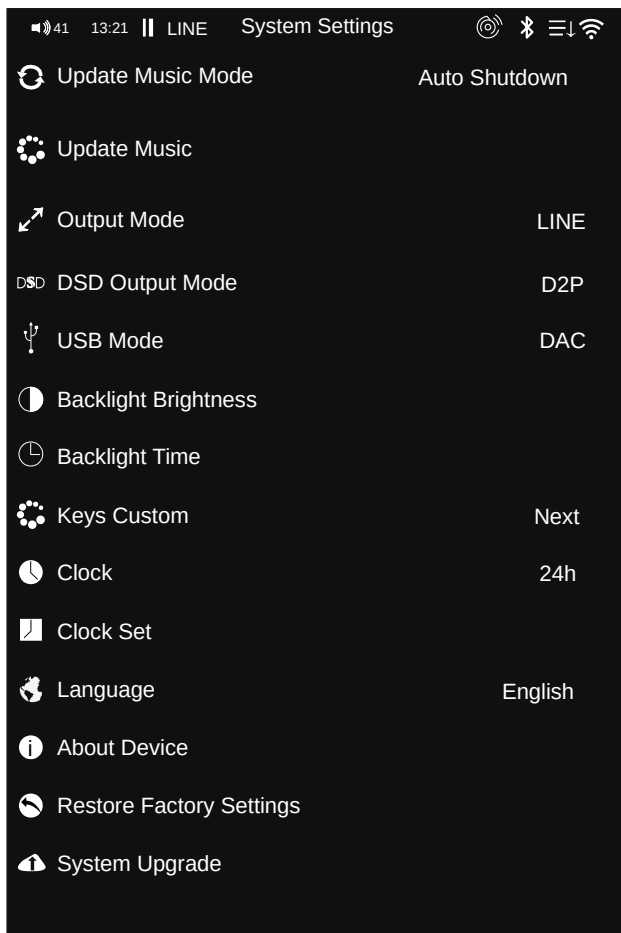 41 13:21 LINE System Settings
Update Music Mode Auto Shutdown
Update Music
Output Mode LINE
DSD DSD Output Mode D2P
USB Mode DAC
Backlight Brightness
Backlight Time
Keys Custom Next
Clock 24h
Clock Set
Language English
i About Device
Restore Factory Settings
System Upgrade